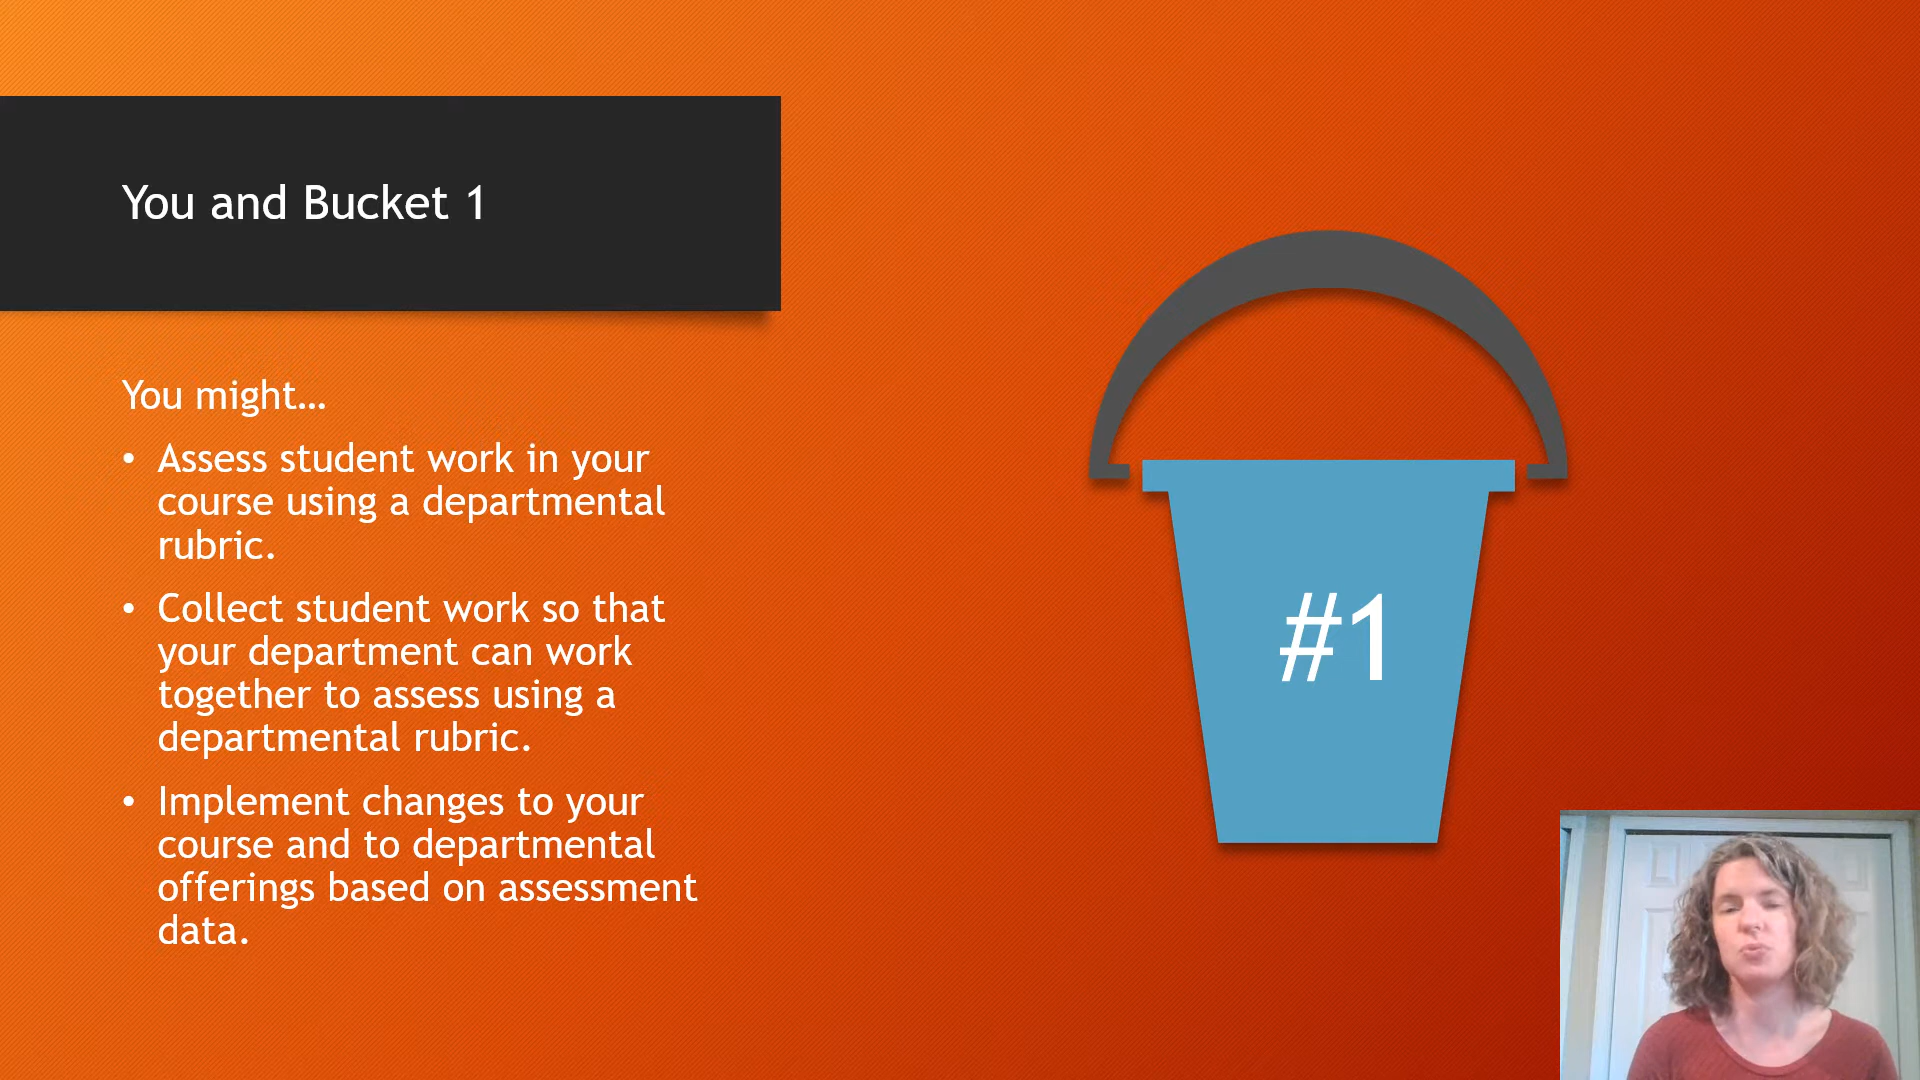 You and Bucket 1
You might…
• Assess student work in your
course using a departmental
rubric.
• Collect student work so that
your department can work
together to assess using a
departmental rubric.
• Implement changes to your
course and to departmental
offerings based on assessment
data.
#1